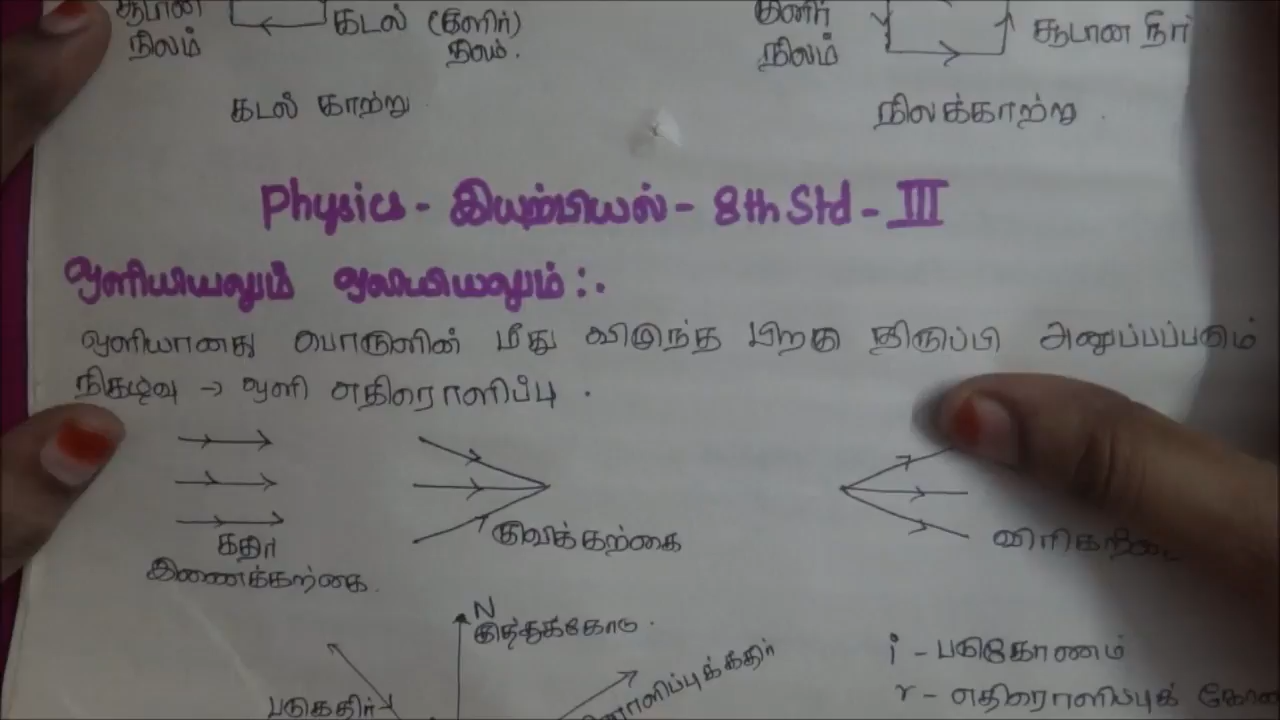 சூடான
நிலம்
கடல் (குளிர்)
நிலம்.
குளிர்
நிலம்
சூடான நீர்
கடல் காற்று
நிலக்காற்று.
Physics - இயற்பியல் - 8th Std - III
ஒளியியலும் ஒலியியலும் :.
ஒளியானது பொருளின் மீது விழுந்த பிறகு திருப்பி அனுப்பப்படும்
நிகழ்வு → ஒளி எதிரொளிப்பு.
கதிர்
இணைக்கற்றை.
குவிக்கற்றை
விரிகற்றை
N
குத்துக்கோடு.
படுகதிர்
எதிரொளிப்புக்கதிர்
i - படுகோணம்
r - எதிரொளிப்புக்